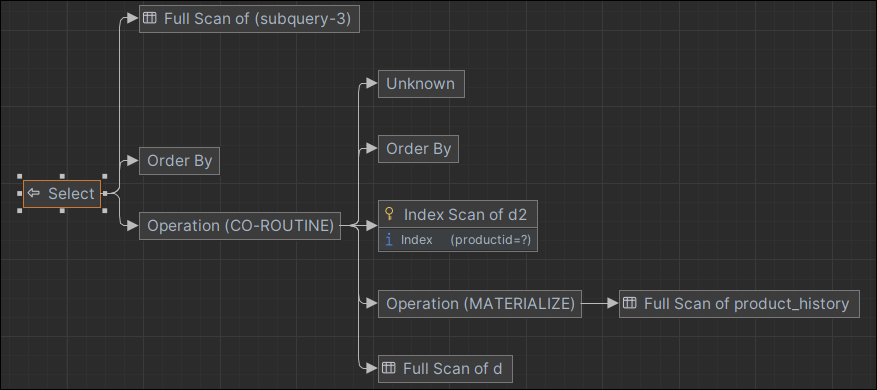 Full Scan of (subquery-3)
Unknown
Order By
Order By
Select
Operation (CO-ROUTINE)
Index Scan of d2
Index (productid=?)
Operation (MATERIALIZE)
Full Scan of product_history
Full Scan of d